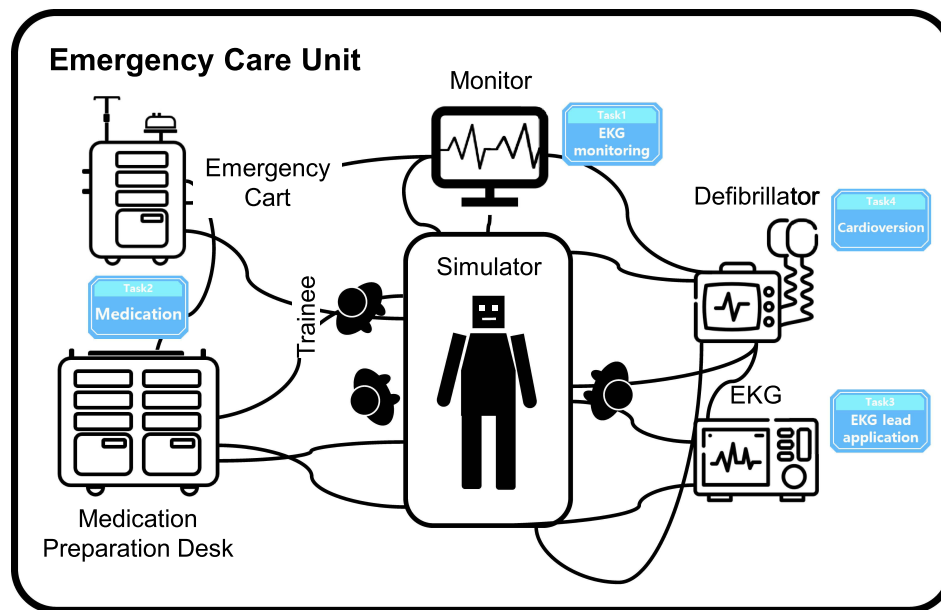 Emergency Care Unit
Monitor
Task1
EKG
monitoring
Emergency
Cart
Defibrillator
Task4
Cardioversion
Simulator
Task2
Medication
Trainee
EKG
Task3
EKG lead
application
Medication
Preparation Desk